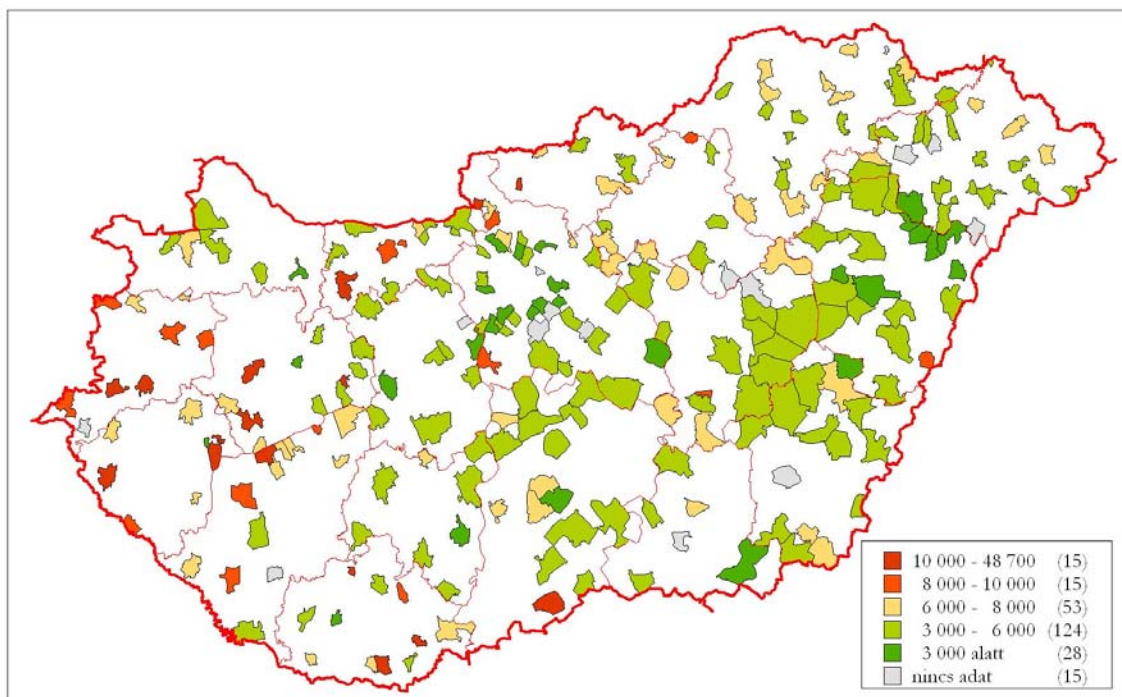 10 000 - 48 700 (15)
8 000 - 10 000 (15)
6 000 - 8 000 (53)
3 000 - 6 000 (124)
3 000 alatt (28)
nincs adat (15)